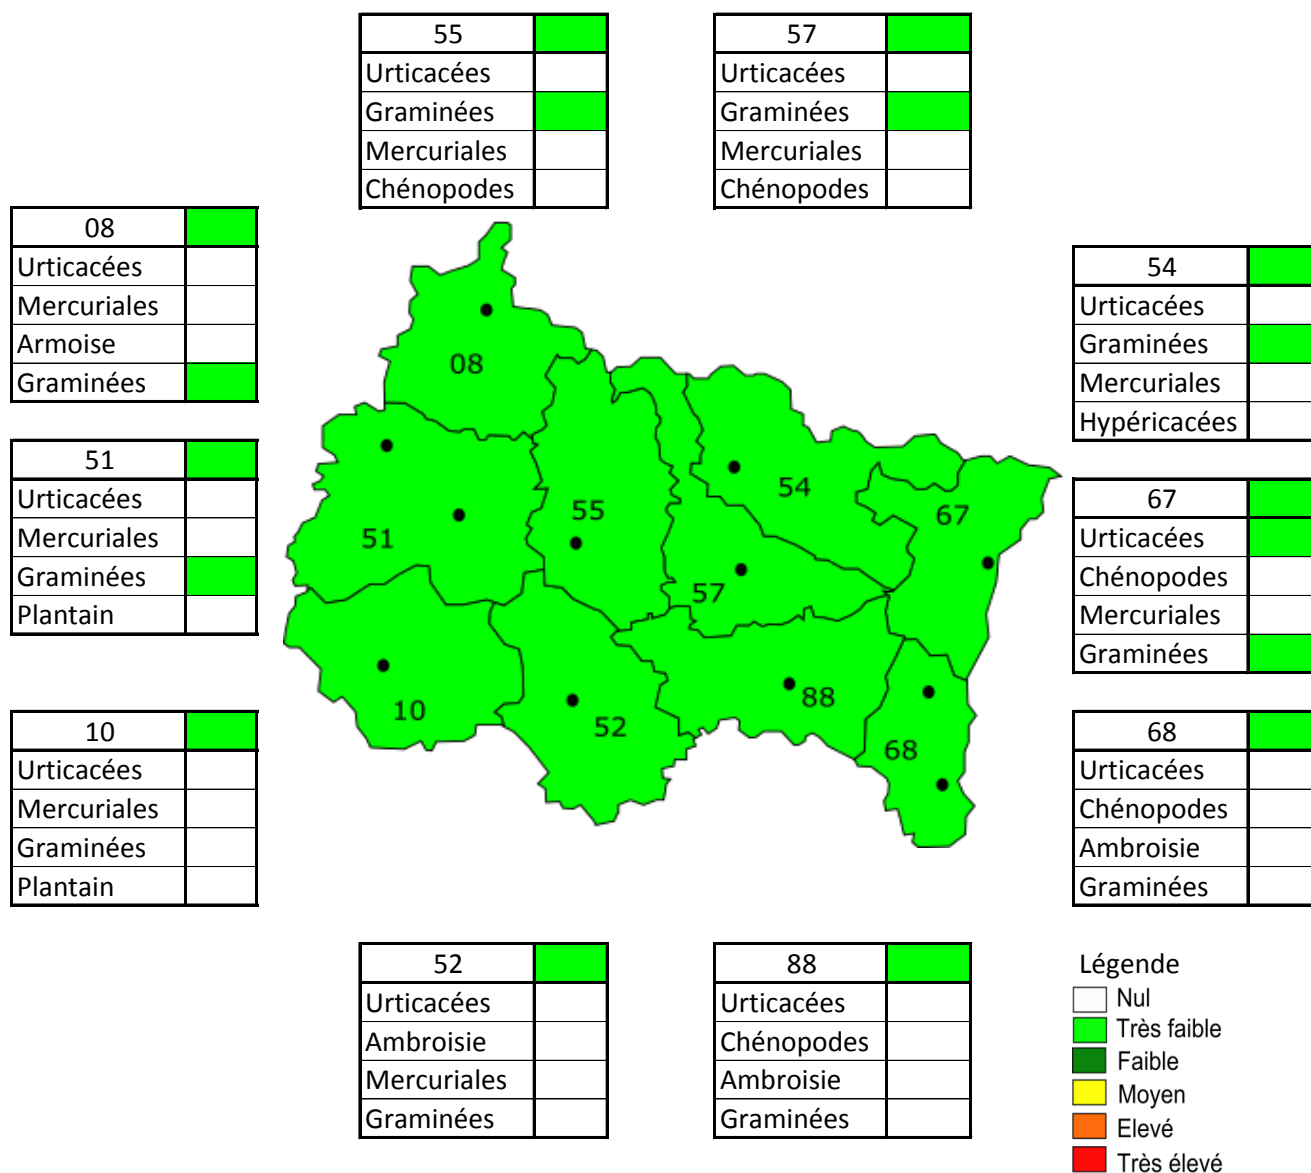 55
Urticacées
Graminées
Mercuriales
Chénopodes
57
Urticacées
Graminées
Mercuriales
Chénopodes
08
Urticacées
Mercuriales
Armoise
Graminées
54
Urticacées
Graminées
Mercuriales
Hypéricacées
51
Urticacées
Mercuriales
Graminées
Plantain
67
Urticacées
Chénopodes
Mercuriales
Graminées
10
Urticacées
Mercuriales
Graminées
Plantain
68
Urticacées
Chénopodes
Ambroisie
Graminées
08
54
55
67
51
57
88
10
52
68
52
Urticacées
Ambroisie
Mercuriales
Graminées
88
Urticacées
Chénopodes
Ambroisie
Graminées
Légende
Nul
Très faible
Faible
Moyen
Elevé
Très élevé